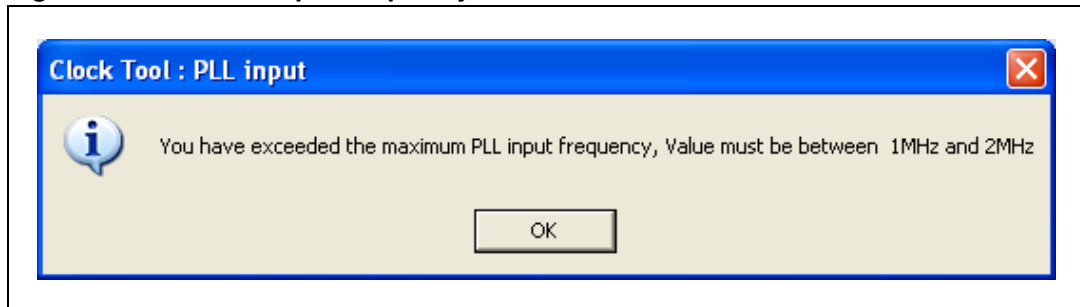 Clock Tool : PLL input
You have exceeded the maximum PLL input frequency, Value must be between 1MHz and 2MHz
OK